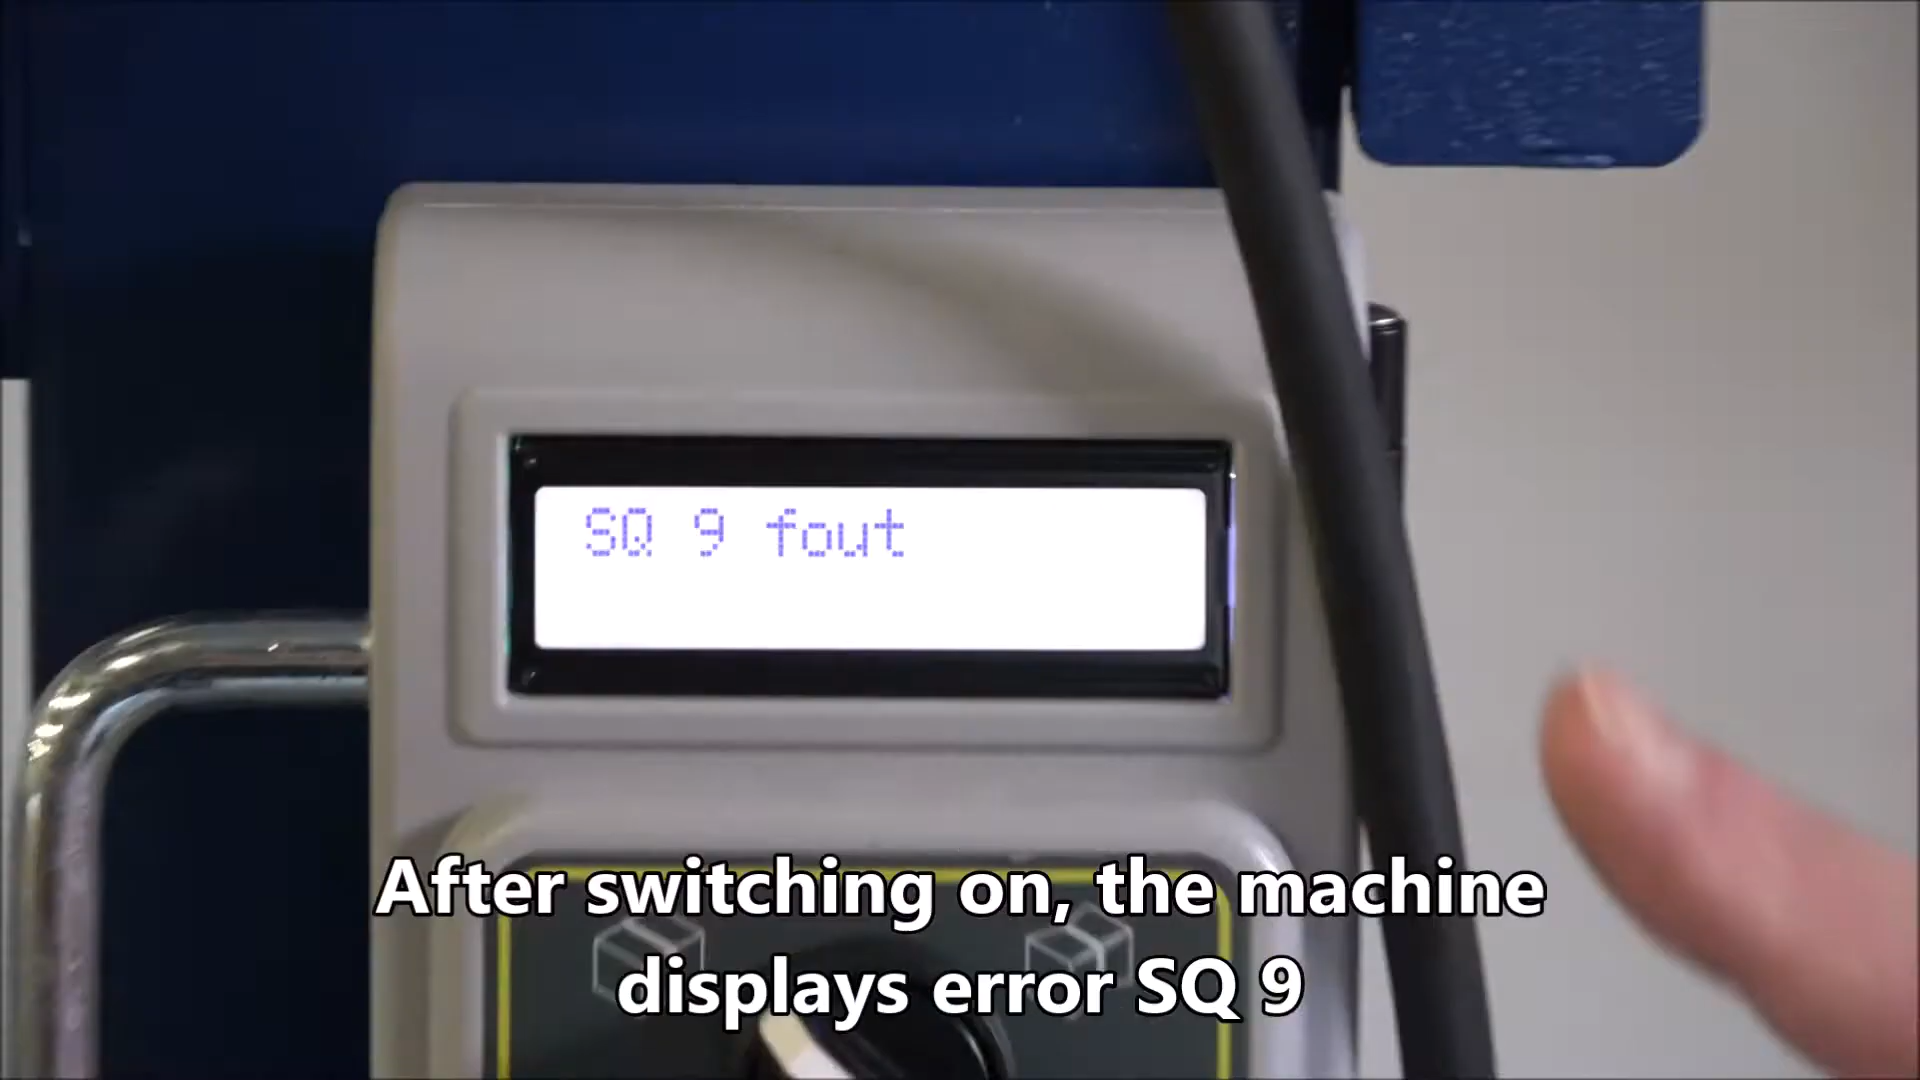 SQ 9 fout
After switching on, the machine
displays error SQ 9